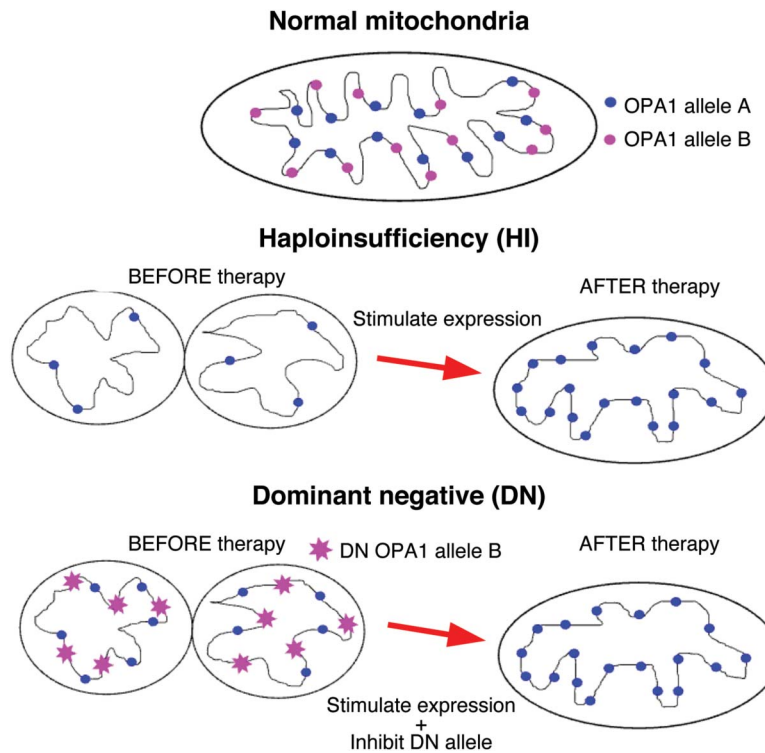 Normal mitochondria
OPA1 allele A
OPA1 allele B
Haploinsufficiency (HI)
BEFORE therapy
Stimulate expression
AFTER therapy
Dominant negative (DN)
BEFORE therapy
DN OPA1 allele B
AFTER therapy
Stimulate expression
+
Inhibit DN allele